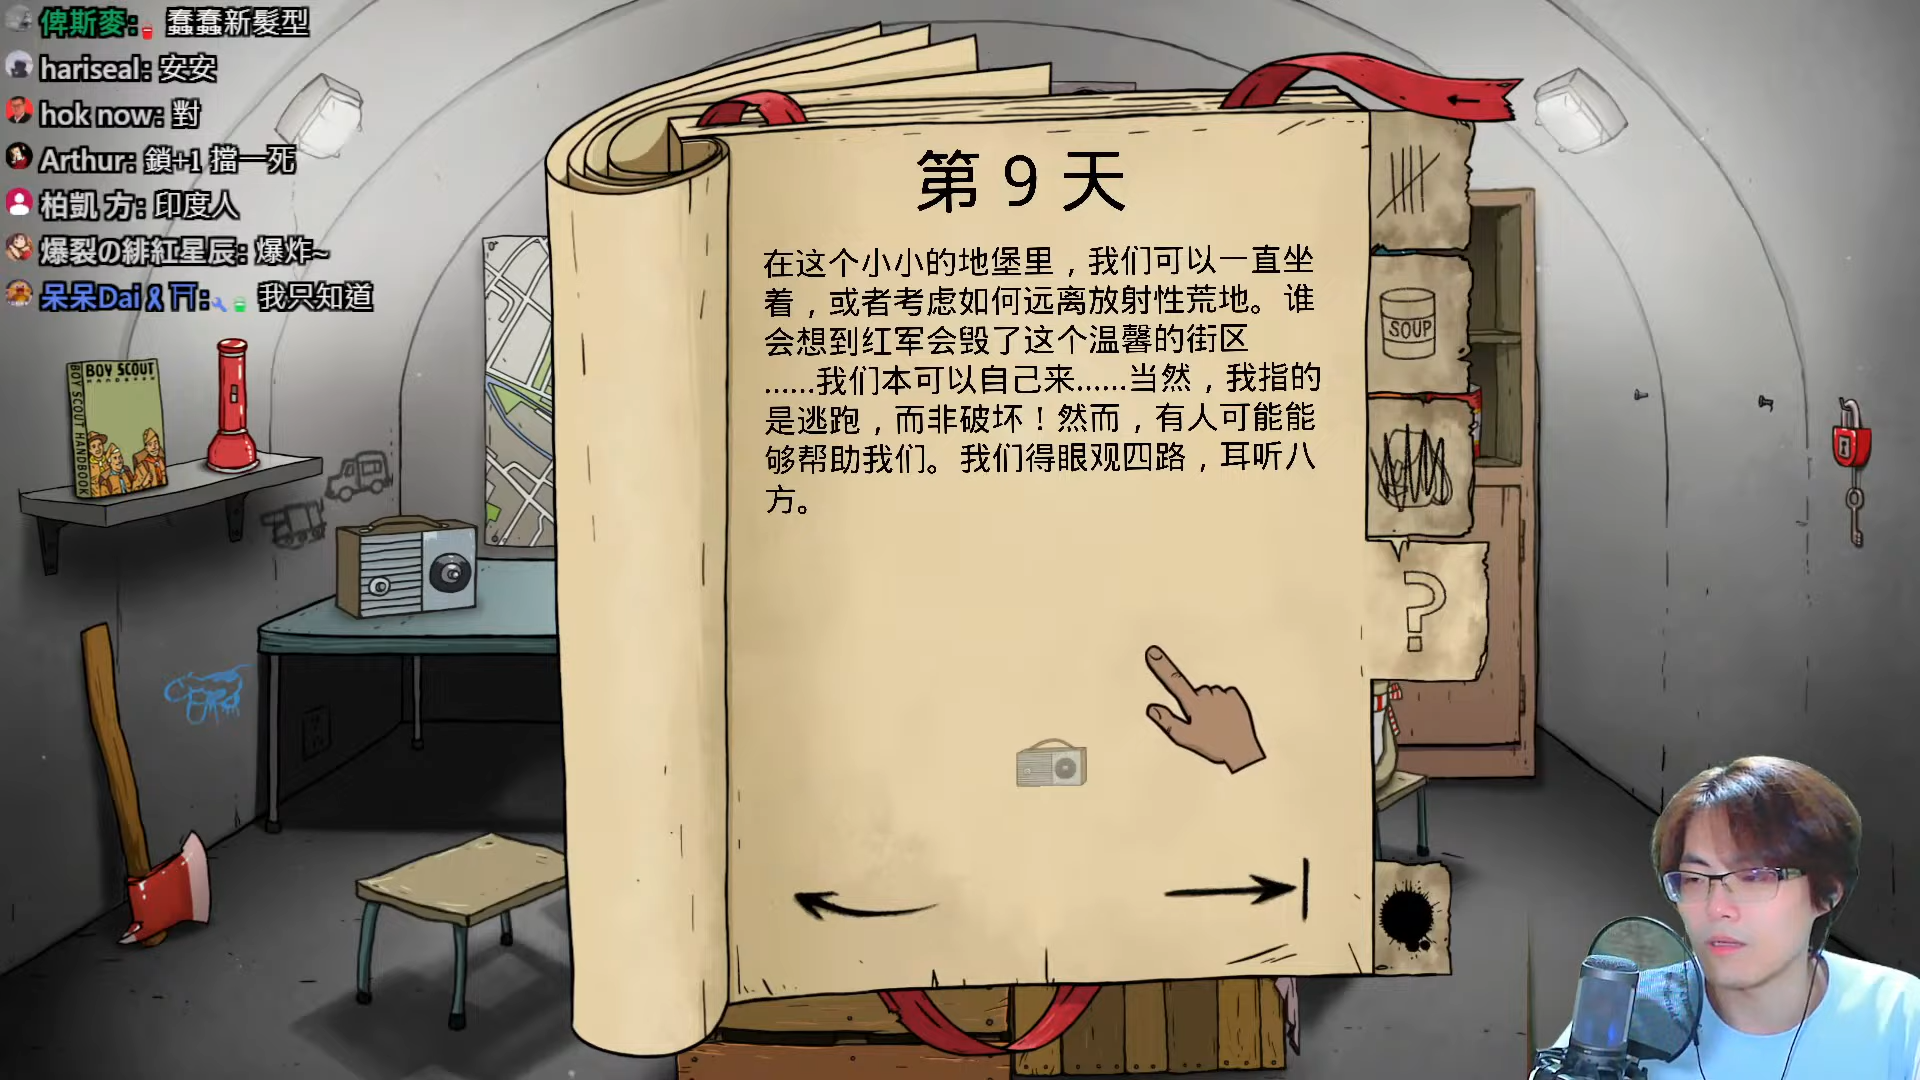 俾斯麥: 蠢蠢新髮型
hariseal: 安安
hok now: 對
Arthur: 鎖+1 擋一死
柏凱 方: 印度人
爆裂の緋紅星辰: 爆炸~
呆呆Dai🎗⛩: 我只知道
BOY SCOUT
HANDBOOK
BOY SCOUT HANDBOOK
第 9 天
在这个小小的地堡里，我们可以一直坐
着，或者考虑如何远离放射性荒地。谁
会想到红军会毁了这个温馨的街区
……我们本可以自己来……当然，我指的
是逃跑，而非破坏！然而，有人可能能
够帮助我们。我们得眼观四路，耳听八
方。
SOUP
?